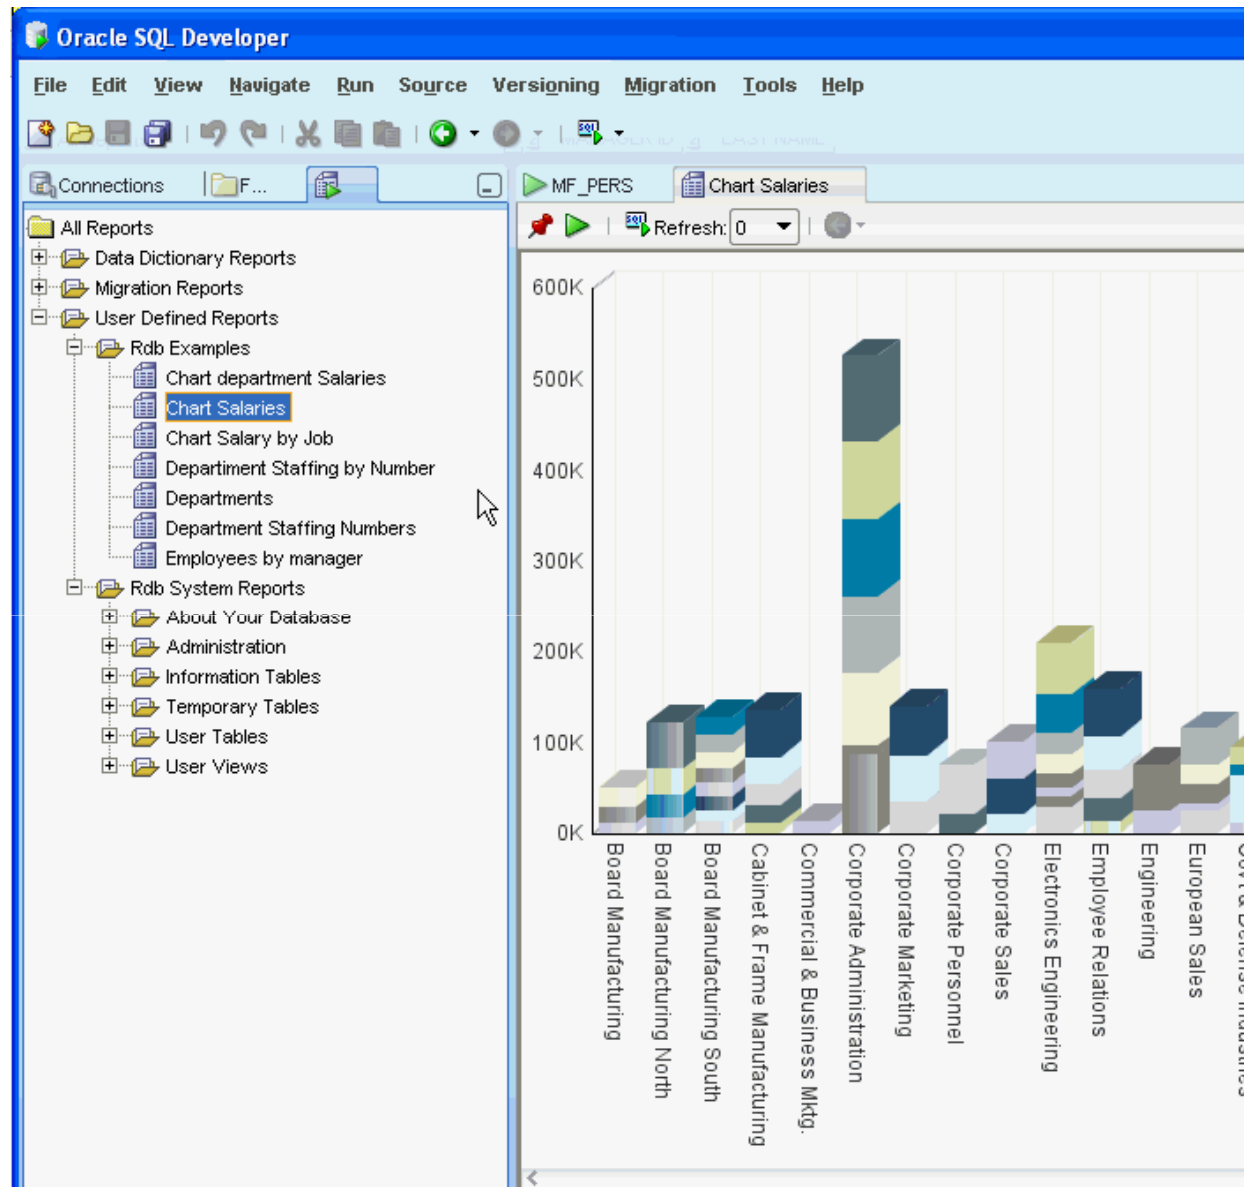 Oracle SQL Developer
File Edit View Navigate Run Source Versioning Migration Tools Help
Connections F... MF_PERS Chart Salaries
SQL Refresh: 0
All Reports
Data Dictionary Reports
Migration Reports
User Defined Reports
Rdb Examples
Chart department Salaries
Chart Salaries
Chart Salary by Job
Departiment Staffing by Number
Departments
Department Staffing Numbers
Employees by manager
Rdb System Reports
About Your Database
Administration
Information Tables
Temporary Tables
User Tables
User Views
600K
500K
400K
300K
200K
100K
0K
Board Manufacturing
Board Manufacturing North
Board Manufacturing South
Cabinet & Frame Manufacturing
Commercial & Business Mktg.
Corporate Administration
Corporate Marketing
Corporate Personnel
Corporate Sales
Electronics Engineering
Employee Relations
Engineering
European Sales